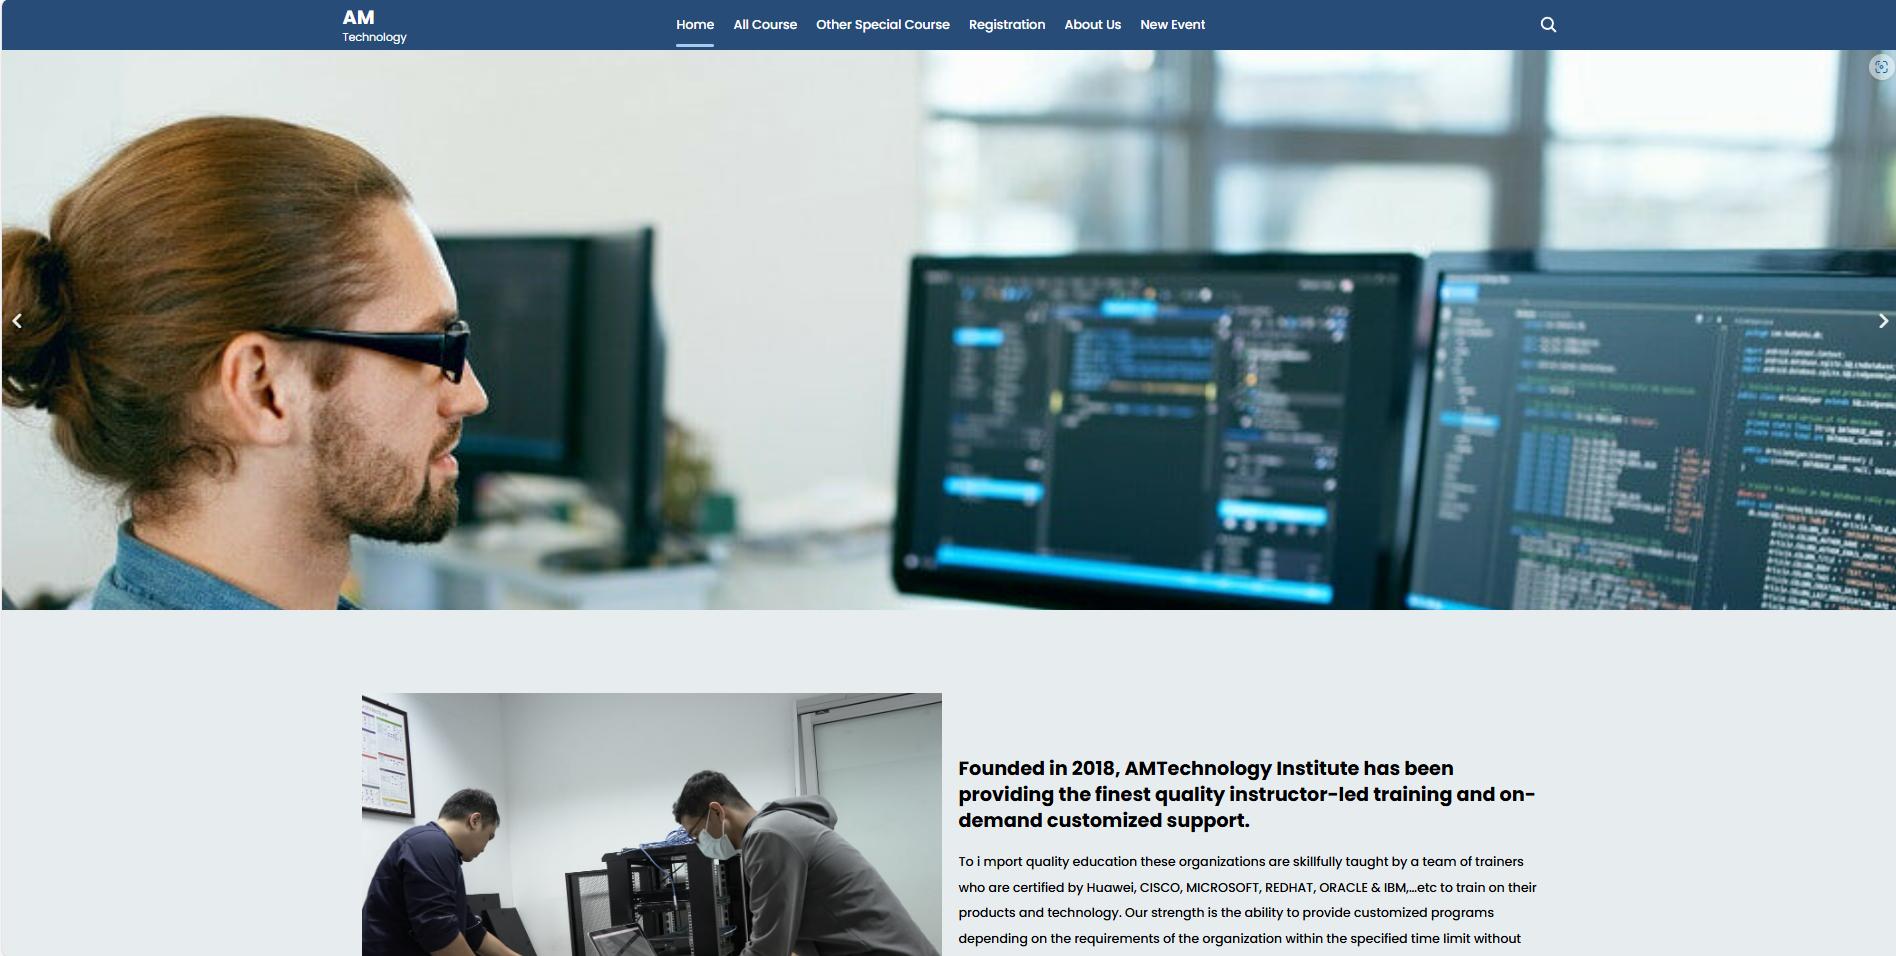 AM
Technology
Home
All Course
Other Special Course
Registration
About Us
New Event
Founded in 2018, AMTechnology Institute has been
providing the finest quality instructor-led training and on-
demand customized support.
To i mport quality education these organizations are skillfully taught by a team of trainers
who are certified by Huawei, CISCO, MICROSOFT, REDHAT, ORACLE & IBM,...etc to train on their
products and technology. Our strength is the ability to provide customized programs
depending on the requirements of the organization within the specified time limit without